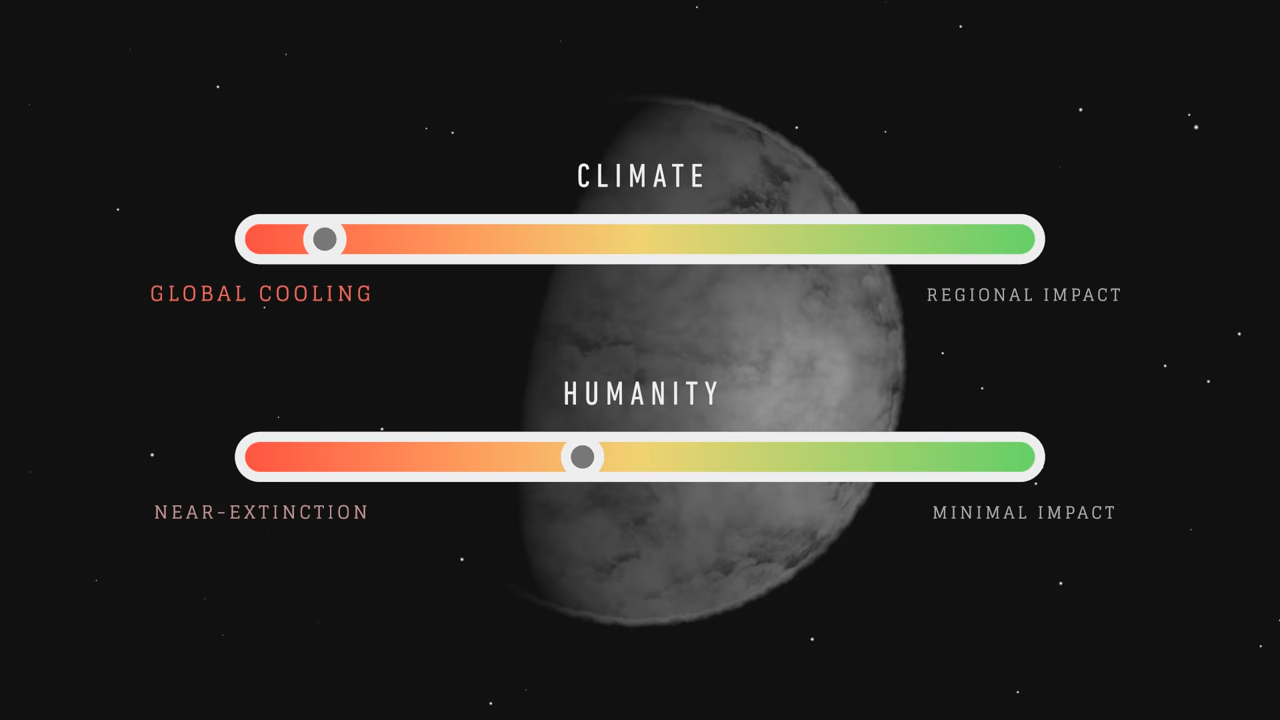 CLIMATE
GLOBAL COOLING
REGIONAL IMPACT
HUMANITY
NEAR-EXTINCTION
MINIMAL IMPACT